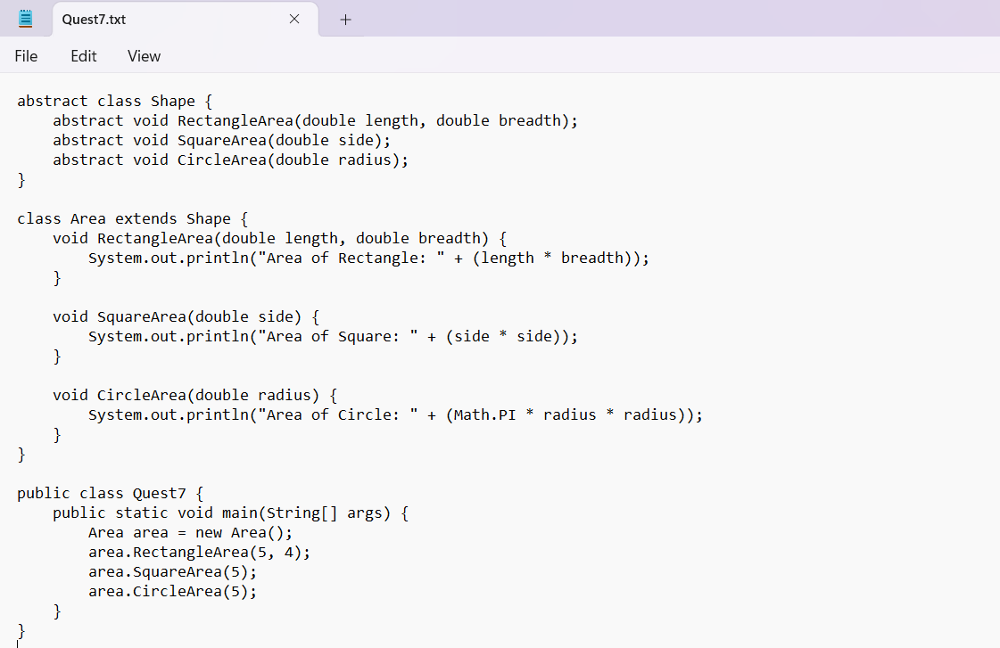 Quest7.txt
File Edit View
abstract class Shape {
    abstract void RectangleArea(double length, double breadth);
    abstract void SquareArea(double side);
    abstract void CircleArea(double radius);
}

class Area extends Shape {
    void RectangleArea(double length, double breadth) {
        System.out.println("Area of Rectangle: " + (length * breadth));
    }

    void SquareArea(double side) {
        System.out.println("Area of Square: " + (side * side));
    }

    void CircleArea(double radius) {
        System.out.println("Area of Circle: " + (Math.PI * radius * radius));
    }
}

public class Quest7 {
    public static void main(String[] args) {
        Area area = new Area();
        area.RectangleArea(5, 4);
        area.SquareArea(5);
        area.CircleArea(5);
    }
}